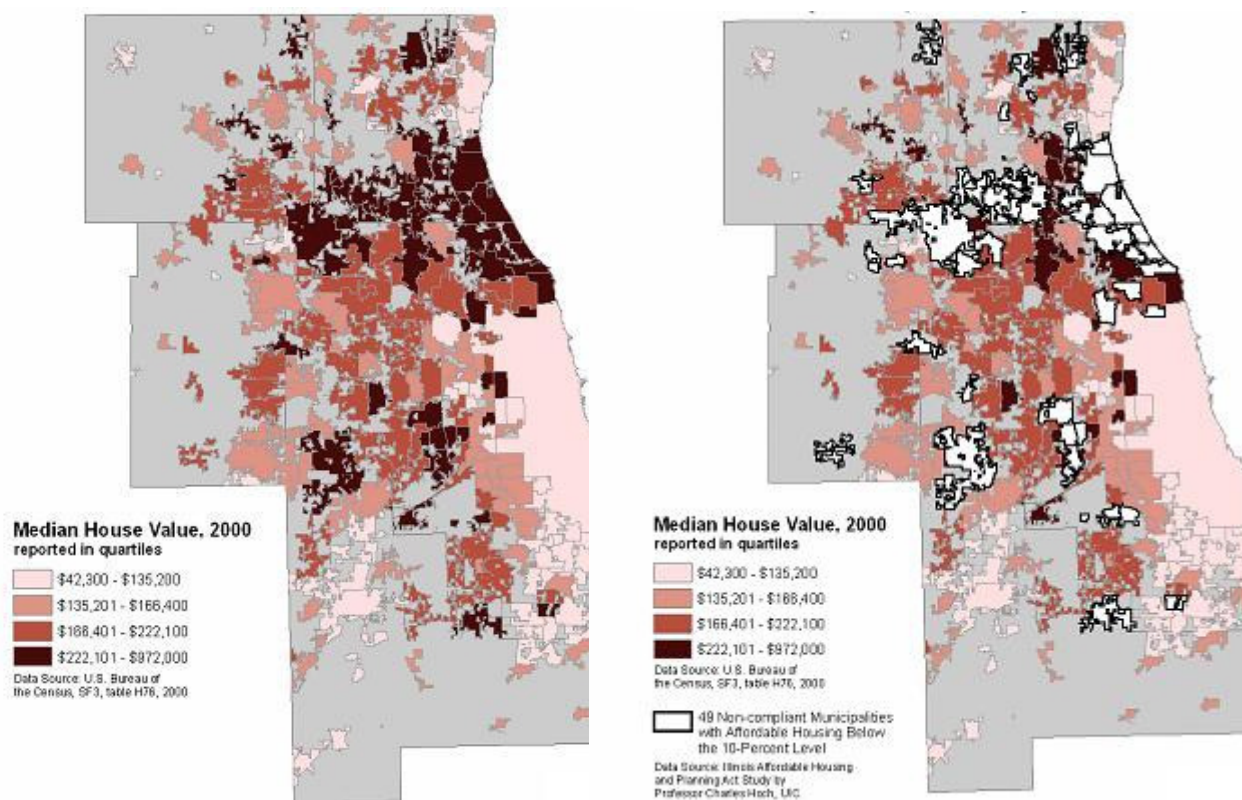 Median House Value, 2000
reported in quartiles
$42,300 - $135,200
$135,201 - $166,400
$166,401 - $222,100
$222,101 - $972,000
Data Source: U.S. Bureau of
the Census, SF3, table H76, 2000
Median House Value, 2000
reported in quartiles
$42,300 - $135,200
$135,201 - $166,400
$166,401 - $222,100
$222,101 - $972,000
Data Source: U.S. Bureau of
the Census, SF3, table H76, 2000
49 Non-compliant Municipalities
with Affordable Housing Below
the 10-Percent Level
Data Source: Illinois Affordable Housing
and Planning Act Study by
Professor Charles Hoch, UIC